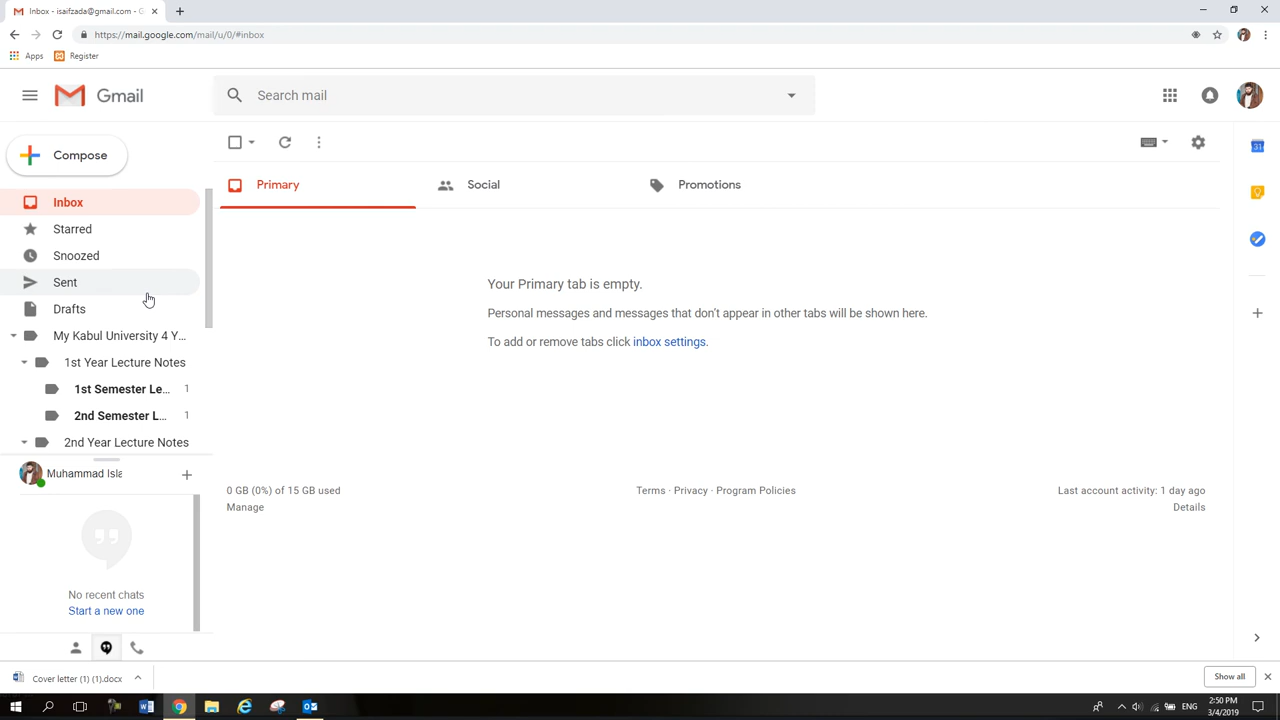 Inbox - isaifzada@gmail.com - G
https://mail.google.com/mail/u/0/#inbox
Apps
Register
Gmail
Search mail
Compose
Primary
Social
Promotions
Inbox
Starred
Snoozed
Sent
Drafts
My Kabul University 4 Y...
1st Year Lecture Notes
1st Semester Le... 1
2nd Semester L... 1
2nd Year Lecture Notes
Your Primary tab is empty.
Personal messages and messages that don't appear in other tabs will be shown here.
To add or remove tabs click inbox settings.
Muhammad Isla
0 GB (0%) of 15 GB used
Manage
Terms · Privacy · Program Policies
Last account activity: 1 day ago
Details
No recent chats
Start a new one
31
Cover letter (1) (1).docx
Show all
ENG
2:50 PM
3/4/2019